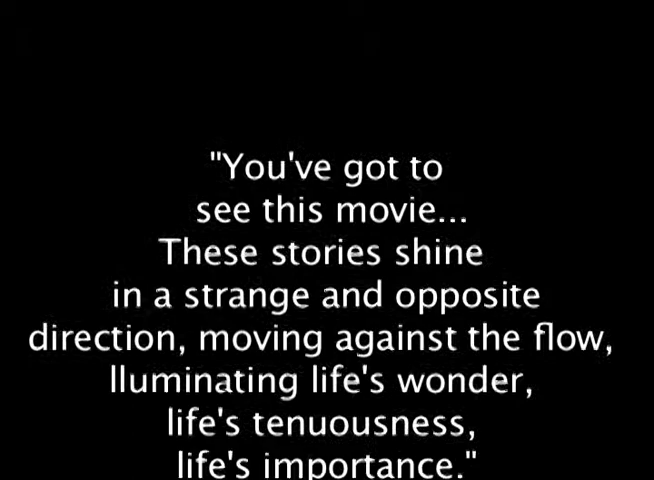 "You've got to
see this movie...
These stories shine
in a strange and opposite
direction, moving against the flow,
lluminating life's wonder,
life's tenuousness,
life's importance."